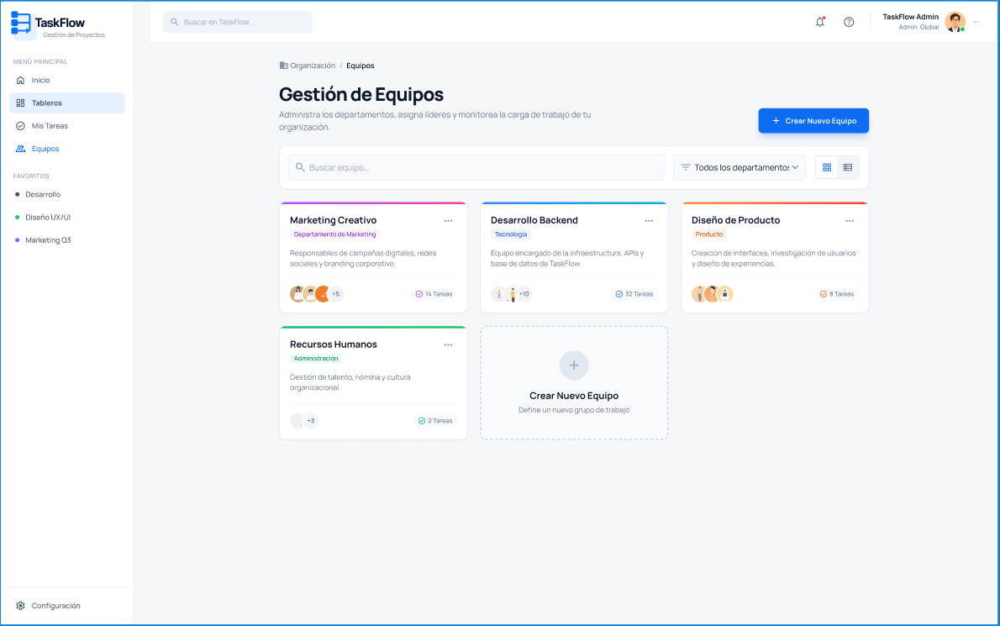 TaskFlow
Gestión de Proyectos
MENÚ PRINCIPAL
Inicio
Tableros
Mis Tareas
Equipos
FAVORITOS
Desarrollo
Diseño UX/UI
Marketing Q3
Configuración
Buscar en TaskFlow...
TaskFlow Admin
Admin. Global
Organización / Equipos
Gestión de Equipos
Administra los departamentos, asigna líderes y monitorea la carga de trabajo de tu
organización.
Crear Nuevo Equipo
Buscar equipo...
Todos los departamentos
Marketing Creativo
Departamento de Marketing
Responsables de campañas digitales, redes
sociales y branding corporativo.
+5
14 Tareas
Desarrollo Backend
Tecnología
Equipo encargado de la infraestructura, APIs y
base de datos de TaskFlow.
+10
32 Tareas
Diseño de Producto
Producto
Creación de interfaces, investigación de usuarios
y diseño de experiencias.
8 Tareas
Recursos Humanos
Administración
Gestión de talento, nómina y cultura
organizacional.
+3
2 Tareas
Crear Nuevo Equipo
Define un nuevo grupo de trabajo